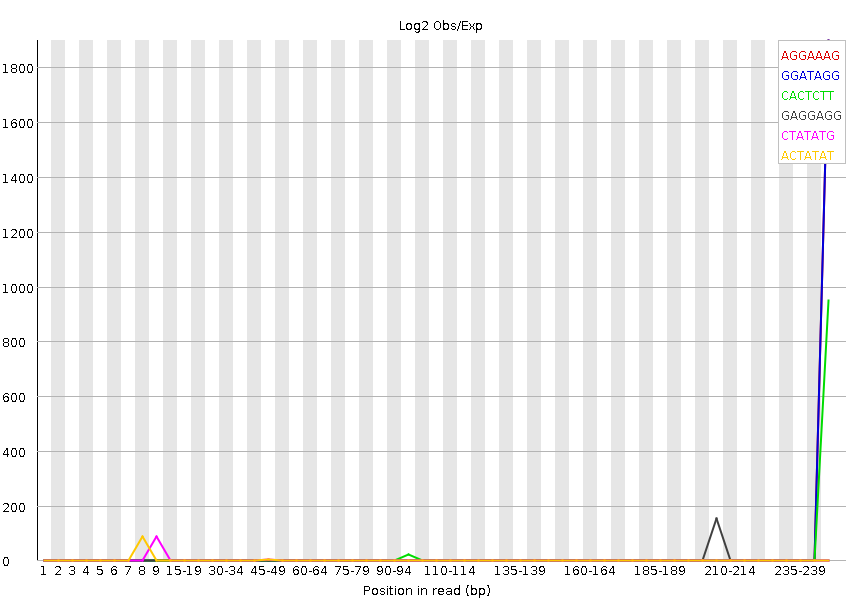 Log2 Obs/Exp
1800
1600
1400
1200
1000
800
600
400
200
0
AGGAAAG
GGATAGG
CACTCTT
GAGGAGG
CTATATG
ACTATAT
1 2 3 4 5 6 7 8 9 15-19 30-34 45-49 60-64 75-79 90-94 110-114 135-139 160-164 185-189 210-214 235-239
Position in read (bp)